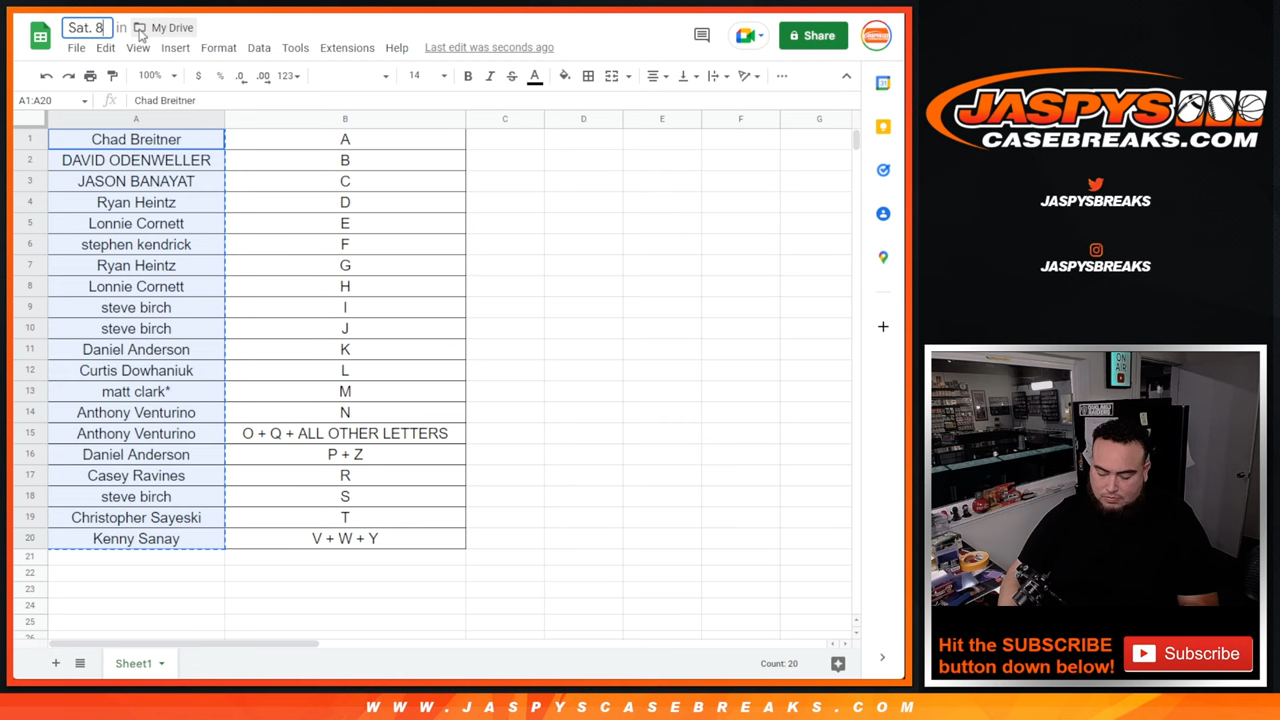 Sat. 8 in My Drive
File Edit View Insert Format Data Tools Extensions Help Last edit was seconds ago
Share
100% $ % .0 .00 123 14 B I S A
A1:A20 fx Chad Breitner
A B C D E F G
1 Chad Breitner A
2 DAVID ODENWELLER B
3 JASON BANAYAT C
4 Ryan Heintz D
5 Lonnie Cornett E
6 stephen kendrick F
7 Ryan Heintz G
8 Lonnie Cornett H
9 steve birch I
10 steve birch J
11 Daniel Anderson K
12 Curtis Dowhaniuk L
13 matt clark* M
14 Anthony Venturino N
15 Anthony Venturino O + Q + ALL OTHER LETTERS
16 Daniel Anderson P + Z
17 Casey Ravines R
18 steve birch S
19 Christopher Sayeski T
20 Kenny Sanay V + W + Y
21
22
23
24
25
26
Sheet1
Count: 20
JASPYS
CASEBREAKS.COM
JASPYSBREAKS
JASPYSBREAKS
ON
AIR
Hit the SUBSCRIBE
button down below!
Subscribe
WWW.JASPYSCASEBREAKS.COM